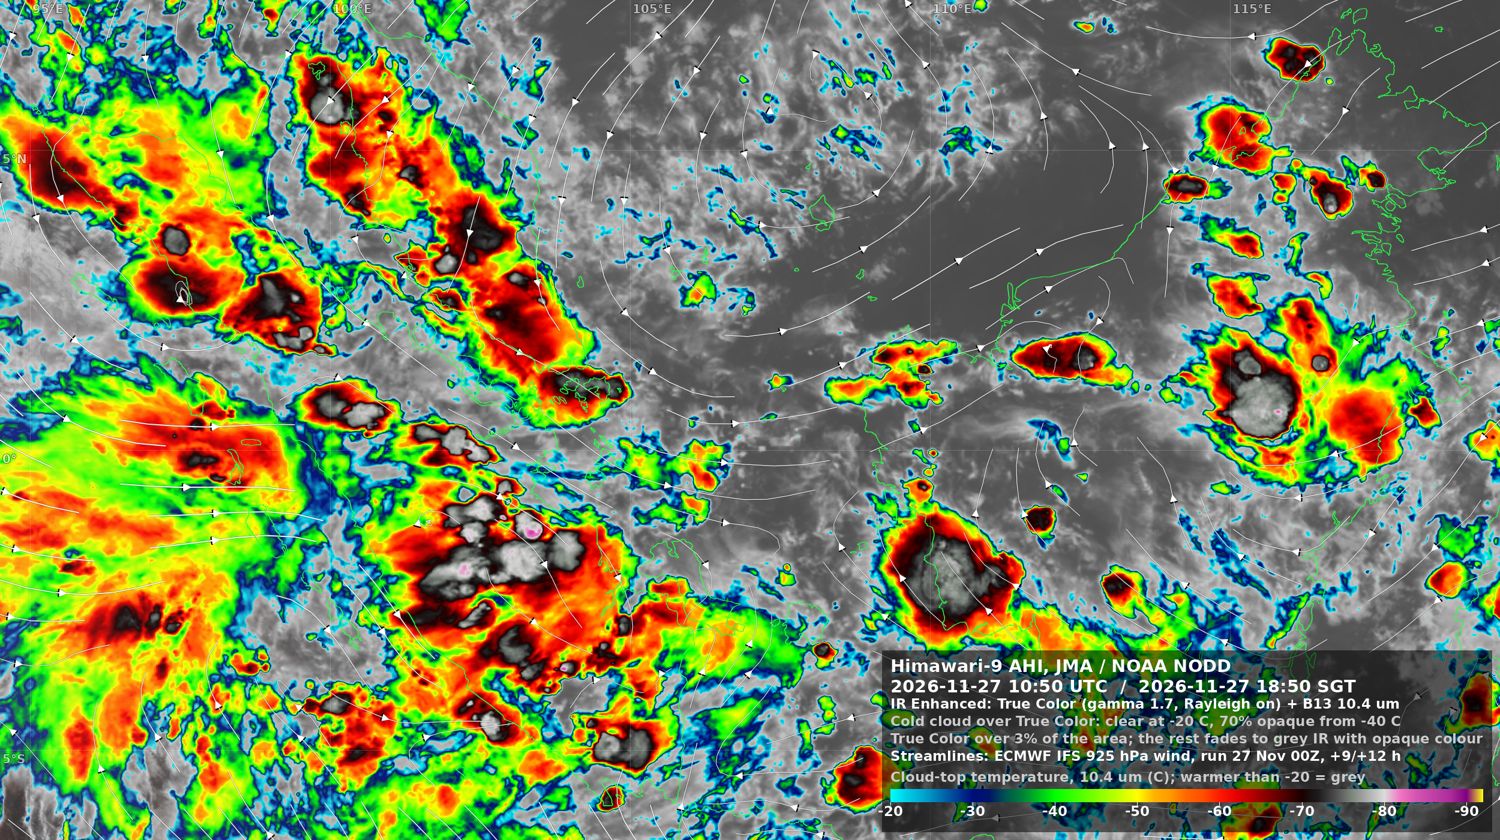 95°E 100°E 105°E 110°E 115°E
5°N
0°
5°S
Himawari-9 AHI, JMA / NOAA NODD
2026-11-27 10:50 UTC / 2026-11-27 18:50 SGT
IR Enhanced: True Color (gamma 1.7, Rayleigh on) + B13 10.4 um
Cold cloud over True Color: clear at -20 C, 70% opaque from -40 C
True Color over 3% of the area; the rest fades to grey IR with opaque colour
Streamlines: ECMWF IFS 925 hPa wind, run 27 Nov 00Z, +9/+12 h
Cloud-top temperature, 10.4 um (C); warmer than -20 = grey
-20 -30 -40 -50 -60 -70 -80 -90